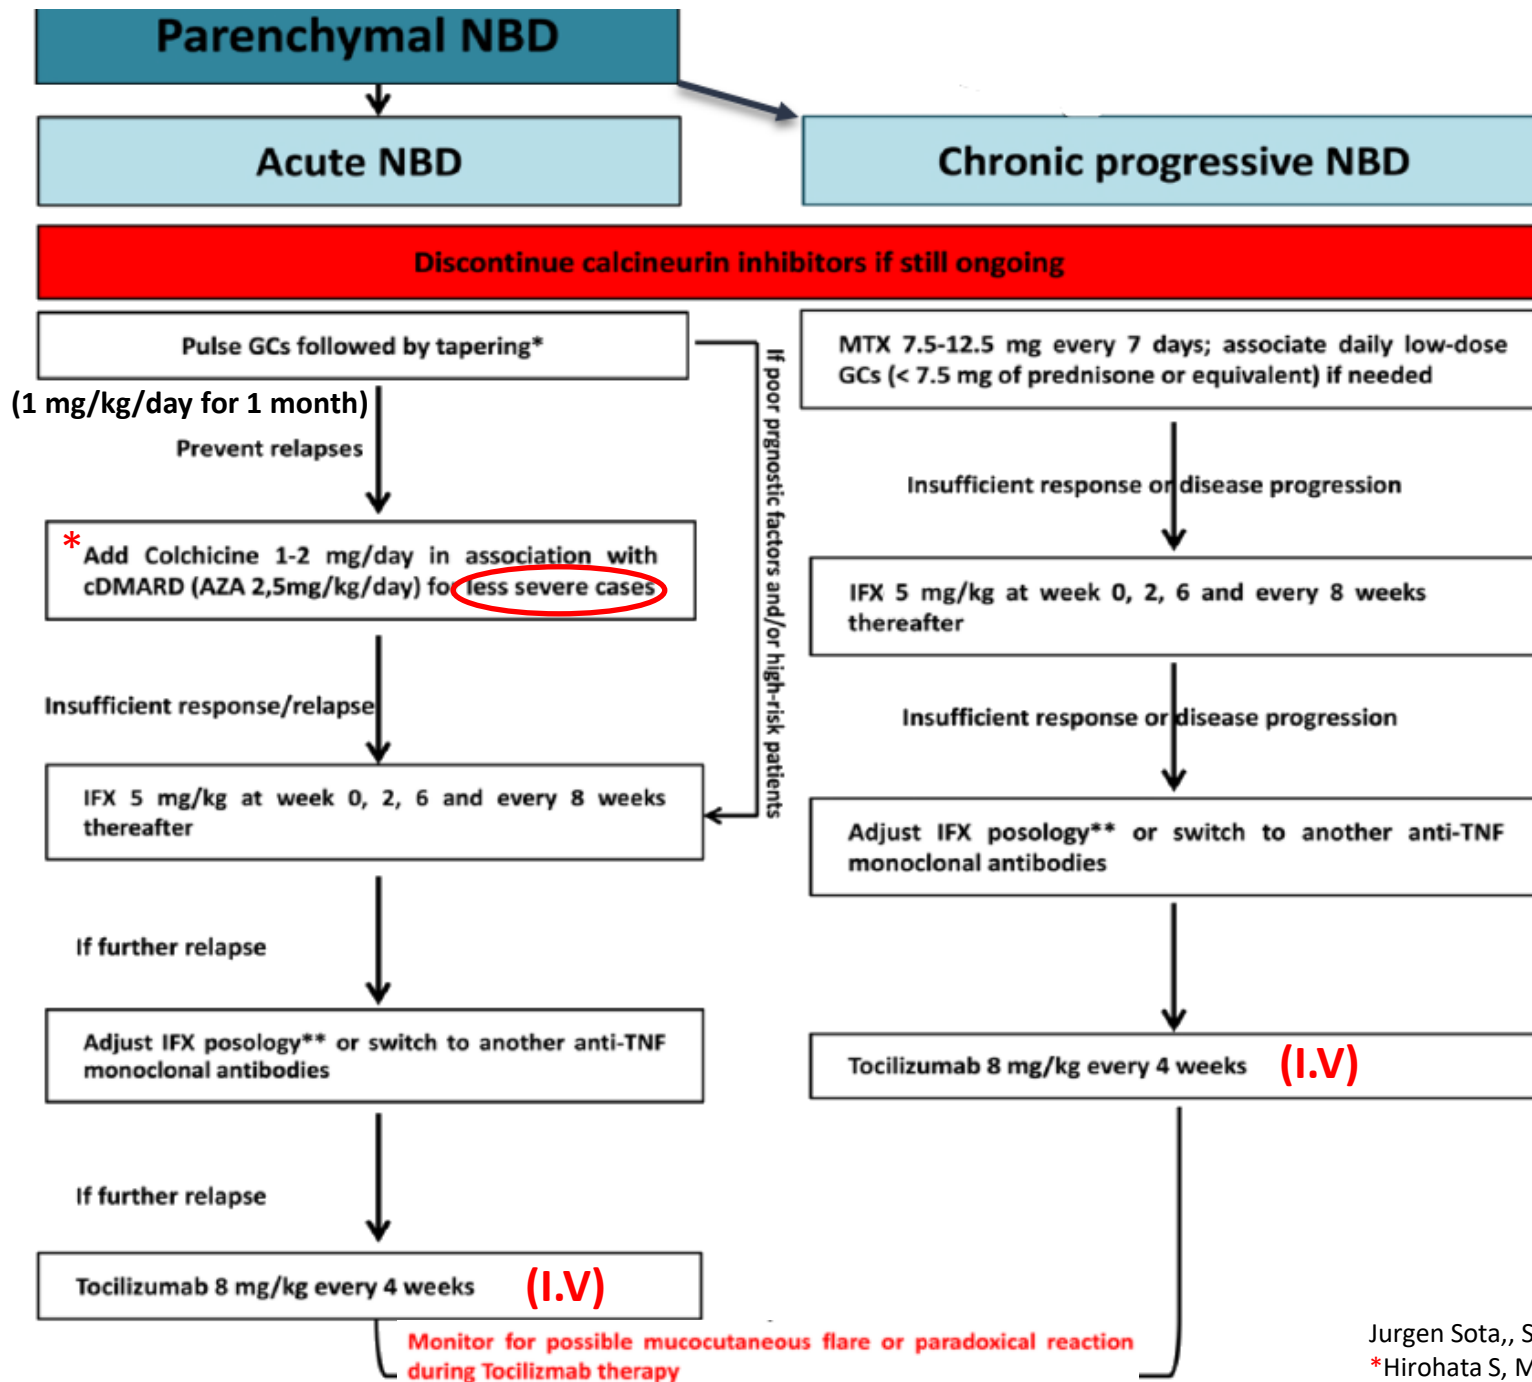 Parenchymal NBD
Acute NBD
Chronic progressive NBD
Discontinue calcineurin inhibitors if still ongoing
Pulse GCs followed by tapering*
(1 mg/kg/day for 1 month)
Prevent relapses
* Add Colchicine 1-2 mg/day in association with
cDMARD (AZA 2,5mg/kg/day) for less severe cases
Insufficient response/relapse
IFX 5 mg/kg at week 0, 2, 6 and every 8 weeks
thereafter
If further relapse
Adjust IFX posology** or switch to another anti-TNF
monoclonal antibodies
If further relapse
Tocilizumab 8 mg/kg every 4 weeks (I.V)
If poor prgnostic factors and/or high-risk patients
MTX 7.5-12.5 mg every 7 days; associate daily low-dose
GCs (< 7.5 mg of prednisone or equivalent) if needed
Insufficient response or disease progression
IFX 5 mg/kg at week 0, 2, 6 and every 8 weeks
thereafter
Insufficient response or disease progression
Adjust IFX posology** or switch to another anti-TNF
monoclonal antibodies
Tocilizumab 8 mg/kg every 4 weeks (I.V)
Monitor for possible mucocutaneous flare or paradoxical reaction
during Tocilizmab therapy
Jurgen Sota,, S
*Hirohata S, M